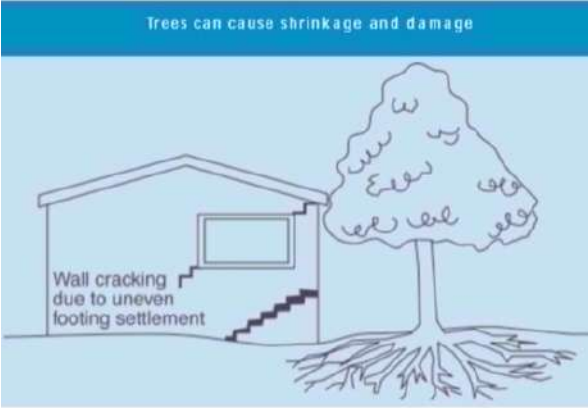 Trees can cause shrinkage and damage
Wall cracking
due to uneven
footing settlement